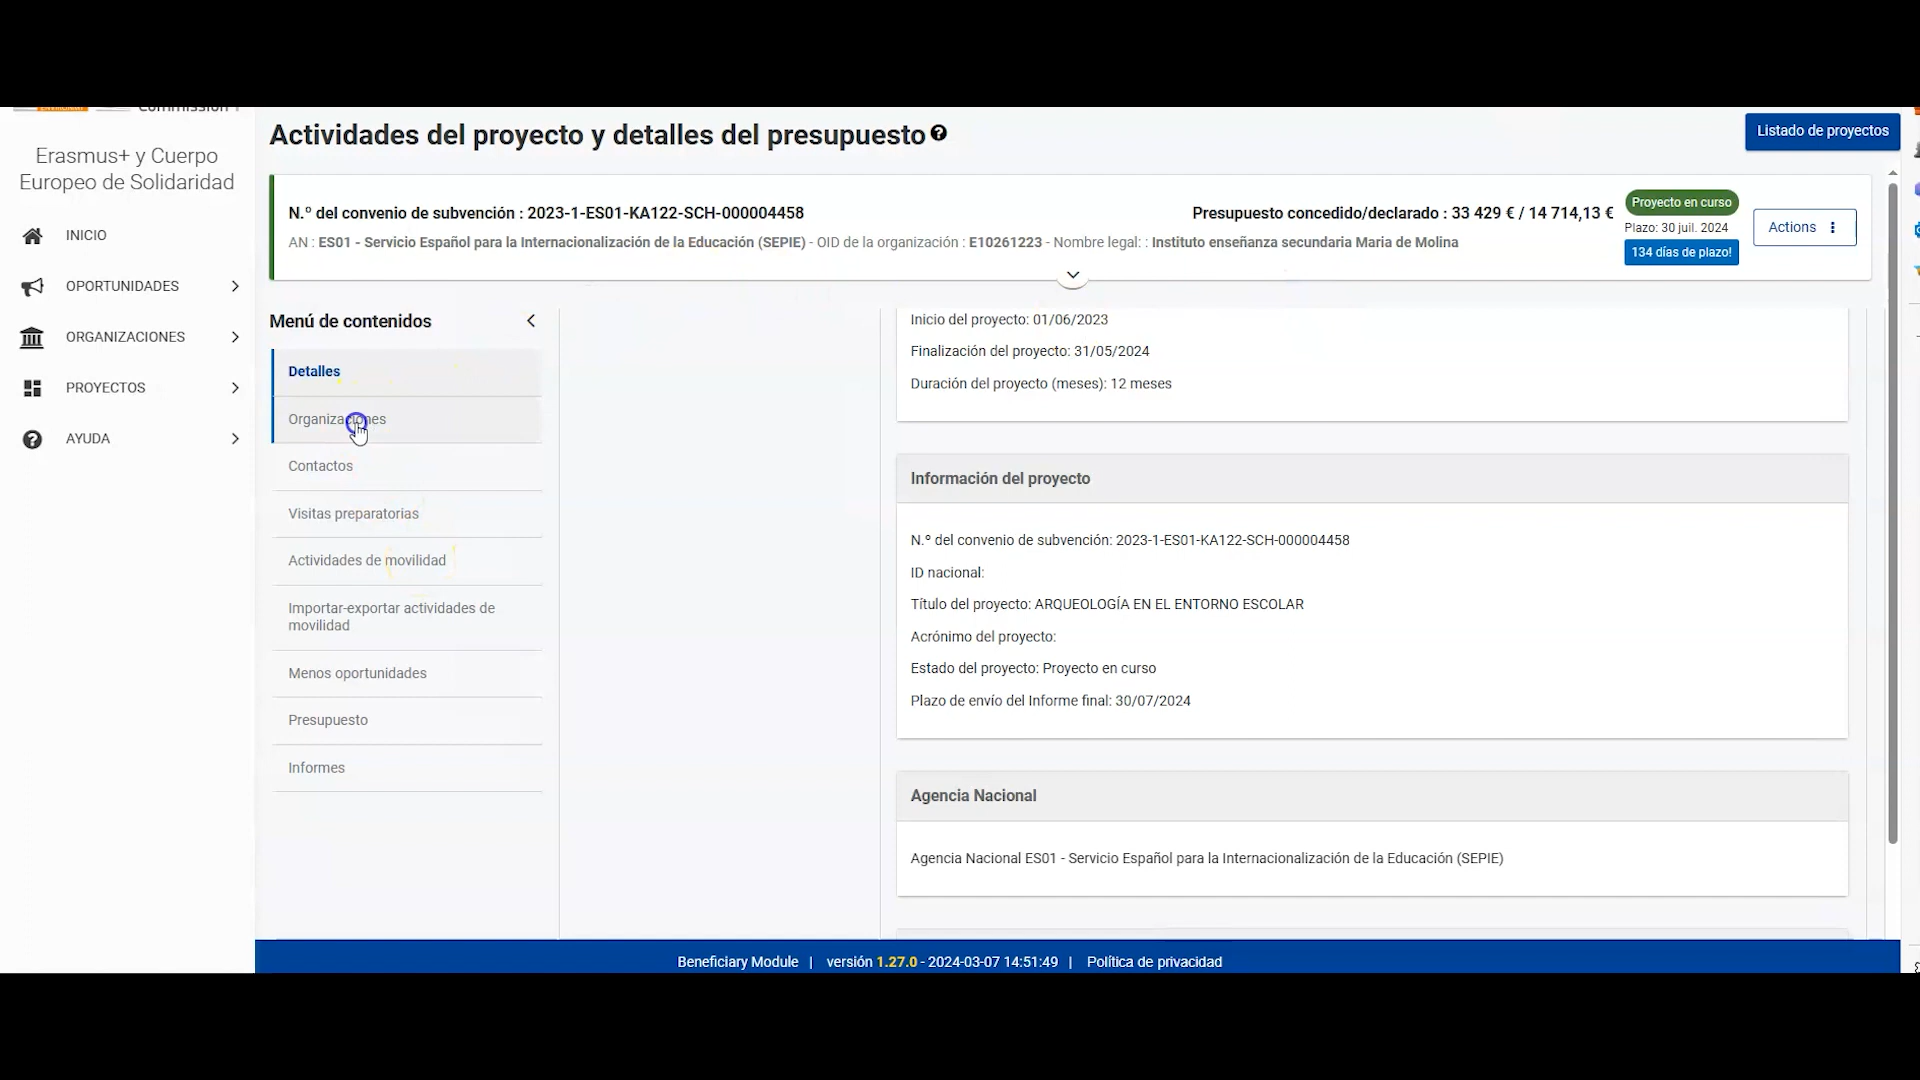 Erasmus+ y Cuerpo
Europeo de Solidaridad
INICIO
OPORTUNIDADES
ORGANIZACIONES
PROYECTOS
AYUDA
Actividades del proyecto y detalles del presupuesto
Listado de proyectos
N.º del convenio de subvención : 2023-1-ES01-KA122-SCH-000004458
Presupuesto concedido/declarado : 33 429 € / 14 714,13 €
AN : ES01 - Servicio Español para la Internacionalización de la Educación (SEPIE) - OID de la organización : E10261223 - Nombre legal: : Instituto enseñanza secundaria Maria de Molina
Proyecto en curso
Plazo: 30 juil. 2024
134 días de plazo!
Actions
Menú de contenidos
Detalles
Organizaciones
Contactos
Visitas preparatorias
Actividades de movilidad
Importar-exportar actividades de
movilidad
Menos oportunidades
Presupuesto
Informes
Inicio del proyecto: 01/06/2023
Finalización del proyecto: 31/05/2024
Duración del proyecto (meses): 12 meses
Información del proyecto
N.º del convenio de subvención: 2023-1-ES01-KA122-SCH-000004458
ID nacional:
Título del proyecto: ARQUEOLOGÍA EN EL ENTORNO ESCOLAR
Acrónimo del proyecto:
Estado del proyecto: Proyecto en curso
Plazo de envío del Informe final: 30/07/2024
Agencia Nacional
Agencia Nacional ES01 - Servicio Español para la Internacionalización de la Educación (SEPIE)
Beneficiary Module | versión 1.27.0 - 2024-03-07 14:51:49 | Política de privacidad